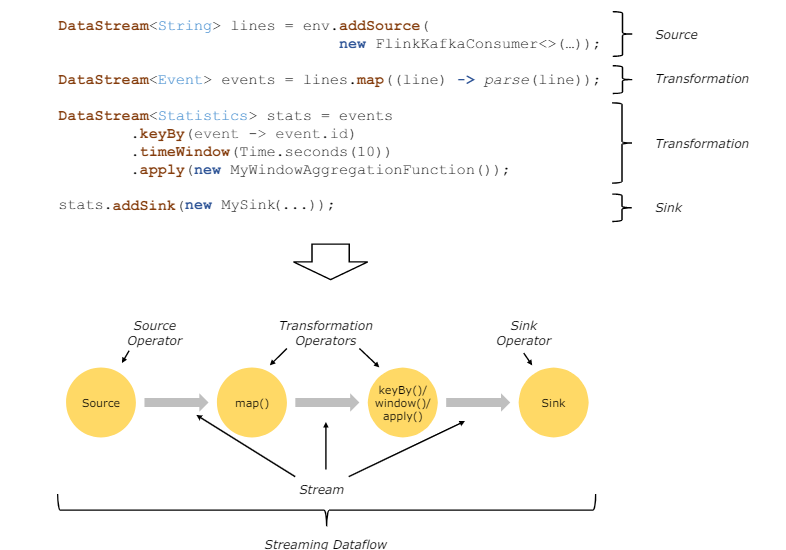 DataStream<String> lines = env.addSource(
new FlinkKafkaConsumer<>(…));
Source
DataStream<Event> events = lines.map((line) -> parse(line));
Transformation
DataStream<Statistics> stats = events
.keyBy(event -> event.id)
.timeWindow(Time.seconds(10))
.apply(new MyWindowAggregationFunction());
Transformation
stats.addSink(new MySink(...));
Sink
Source
Operator
Transformation
Operators
Sink
Operator
Source
map()
keyBy()/
window()/
apply()
Sink
Stream
Streaming Dataflow